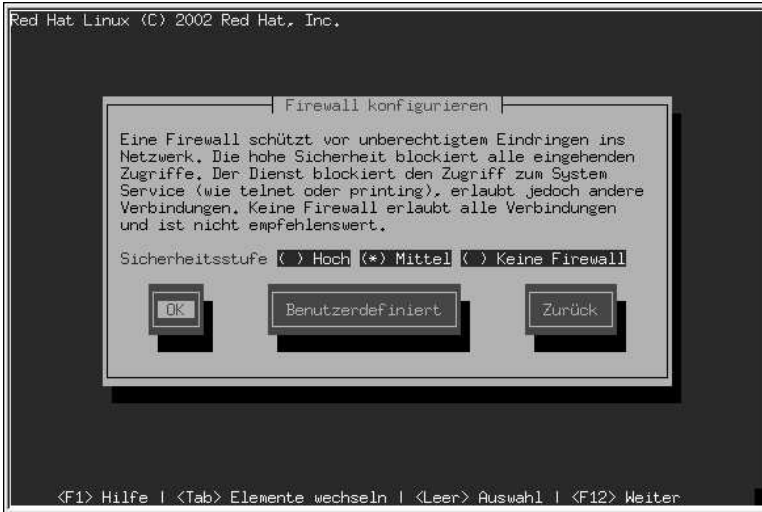 Red Hat Linux (C) 2002 Red Hat, Inc.
Firewall konfigurieren
Eine Firewall schützt vor unberechtigtem Eindringen ins
Netzwerk. Die hohe Sicherheit blockiert alle eingehenden
Zugriffe. Der Dienst blockiert den Zugriff zum System
Service (wie telnet oder printing), erlaubt jedoch andere
Verbindungen. Keine Firewall erlaubt alle Verbindungen
und ist nicht empfehlenswert.
Sicherheitsstufe ( ) Hoch (*) Mittel ( ) Keine Firewall
OK Benutzerdefiniert Zurück
<F1> Hilfe | <Tab> Elemente wechseln | <Leer> Auswahl | <F12> Weiter